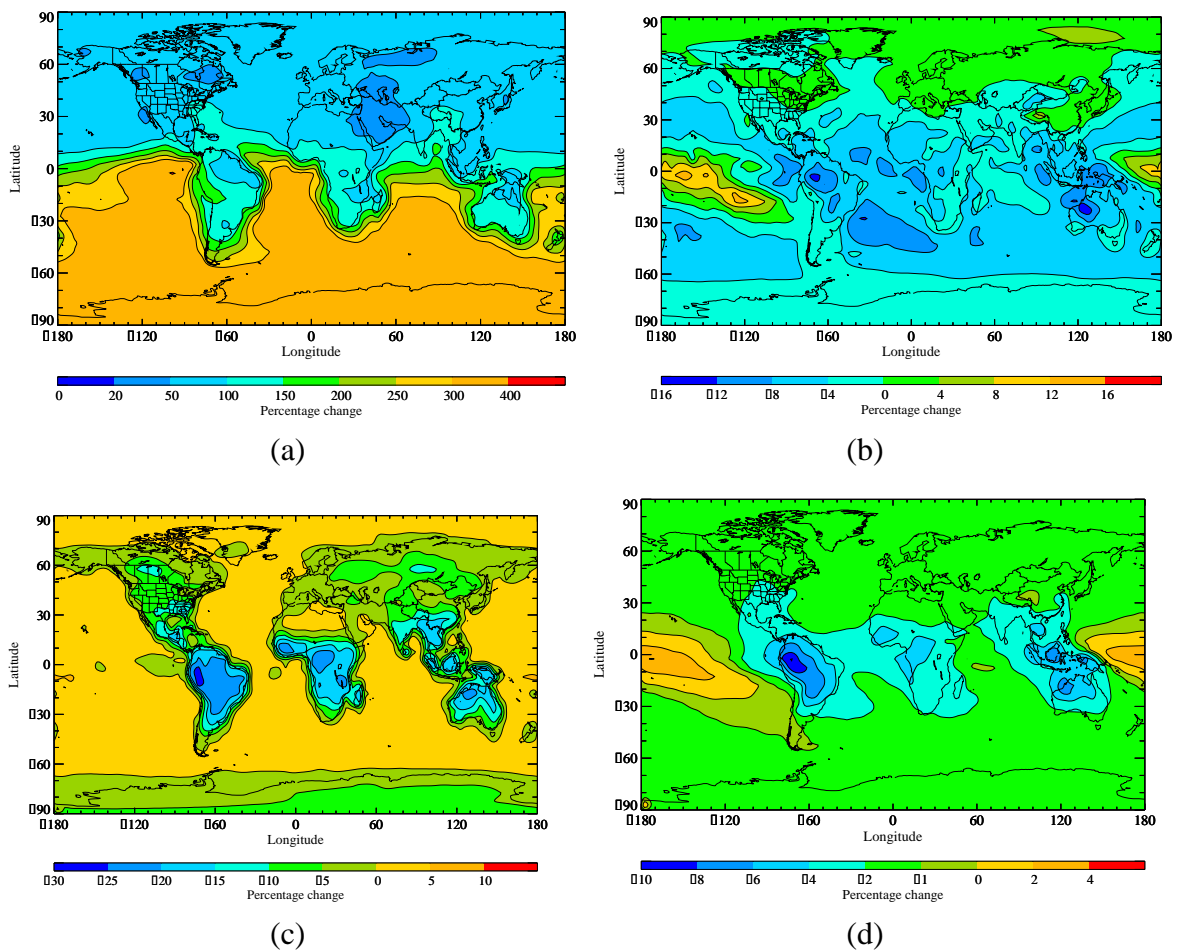 90
60
30
0
□30
□60
□90
Latitude
□180 □120 □60 0 60 120 180
Longitude
0 20 50 100 150 200 250 300 400
Percentage change
(a)
90
60
30
0
□30
□60
□90
Latitude
□180 □120 □60 0 60 120 180
Longitude
□16 □12 □8 □4 0 4 8 12 16
Percentage change
(b)
90
60
30
0
□30
□60
□90
Latitude
□180 □120 □60 0 60 120 180
Longitude
□30 □25 □20 □15 □10 □5 0 5 10
Percentage change
(c)
90
60
30
0
□30
□60
□90
Latitude
□180 □120 □60 0 60 120 180
Longitude
□10 □8 □6 □4 □2 □1 0 2 4
Percentage change
(d)